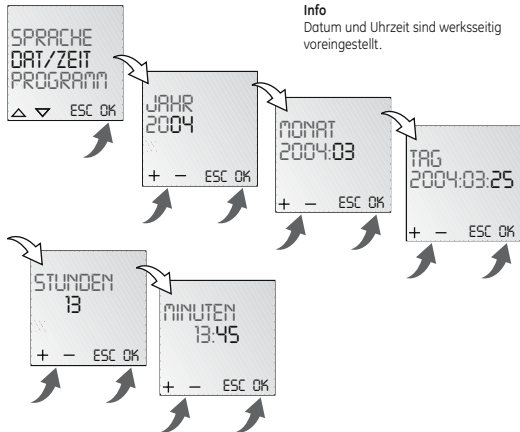 Info
Datum und Uhrzeit sind werksseitig
voreingestellt.
SPRACHE
DAT/ZEIT
PROGRAMM
△ ▽ ESC OK
JAHR
2004
+ − ESC OK
MONAT
2004:03
+ − ESC OK
TAG
2004:03:25
+ − ESC OK
STUNDEN
13
+ − ESC OK
MINUTEN
13:45
+ − ESC OK